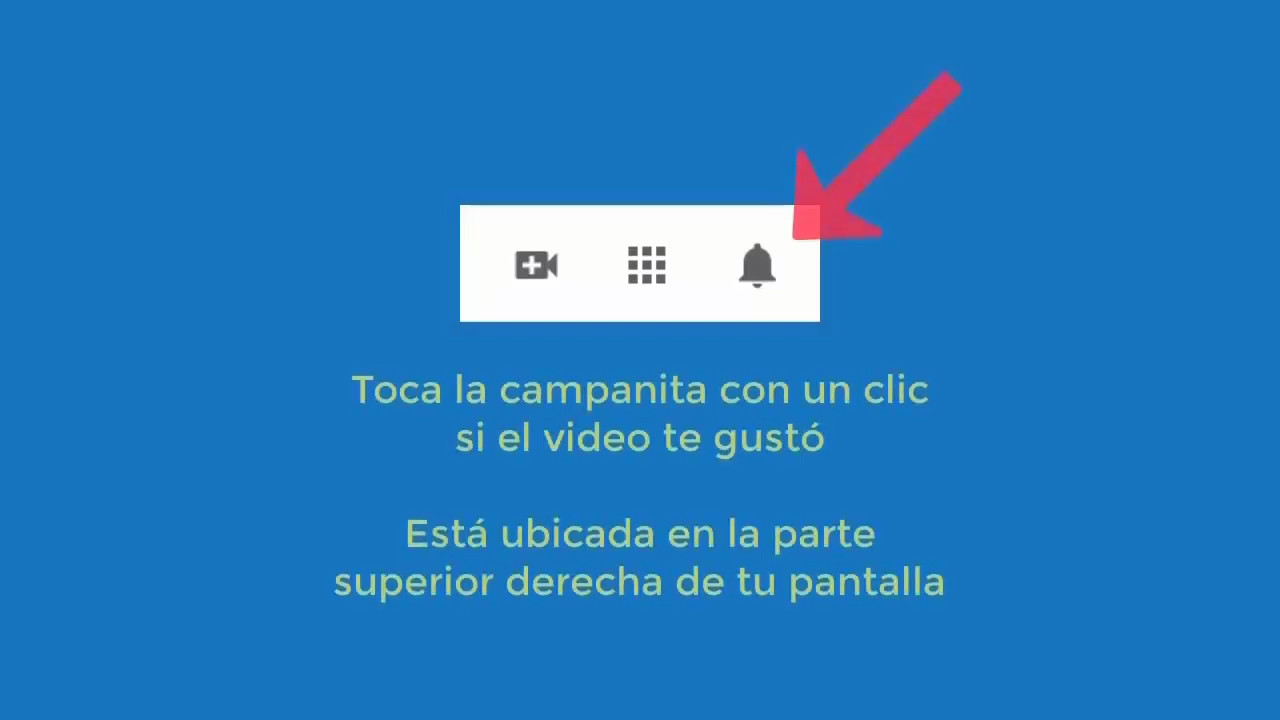 Toca la campanita con un clic
si el video te gustó
Está ubicada en la parte
superior derecha de tu pantalla